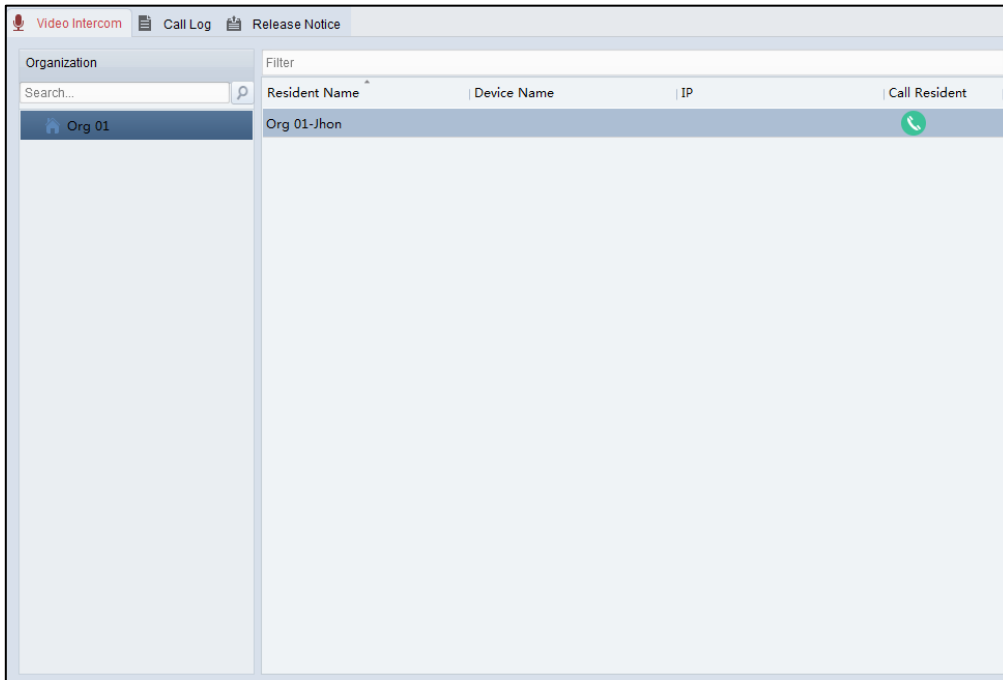 Video Intercom Call Log Release Notice
Organization
Filter
Search...
Resident Name Device Name IP Call Resident
Org 01
Org 01-Jhon